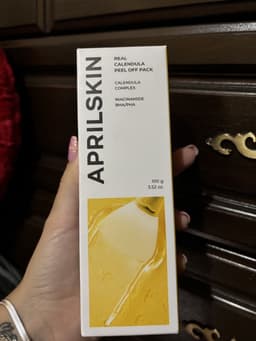 APRILSKIN
REAL
CALENDULA
PEEL OFF PACK
CALENDULA
COMPLEX
NIACINAMIDE
BHA/PHA
100 g
3.52 oz